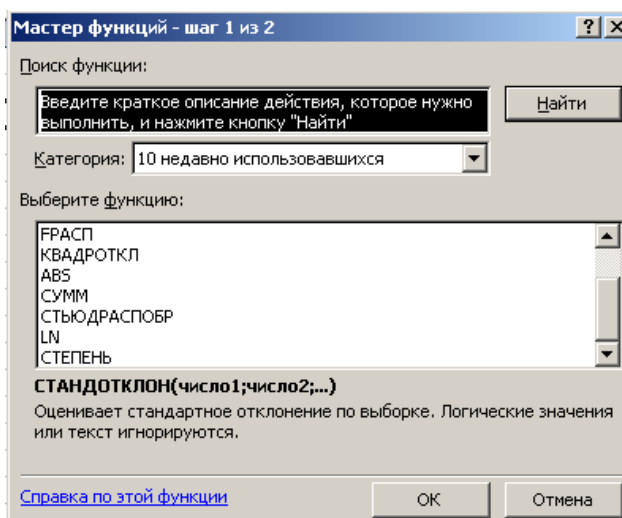 Мастер функций - шаг 1 из 2
Поиск функции:
Введите краткое описание действия, которое нужно
выполнить, и нажмите кнопку "Найти"
Найти
Категория: 10 недавно использовавшихся
Выберите функцию:
FРАСП
КВАДРОТКЛ
ABS
СУММ
СТЬЮДРАСПОБР
LN
СТЕПЕНЬ
СТАНДОТКЛОН(число1;число2;...)
Оценивает стандартное отклонение по выборке. Логические значения
или текст игнорируются.
Справка по этой функции
ОК
Отмена